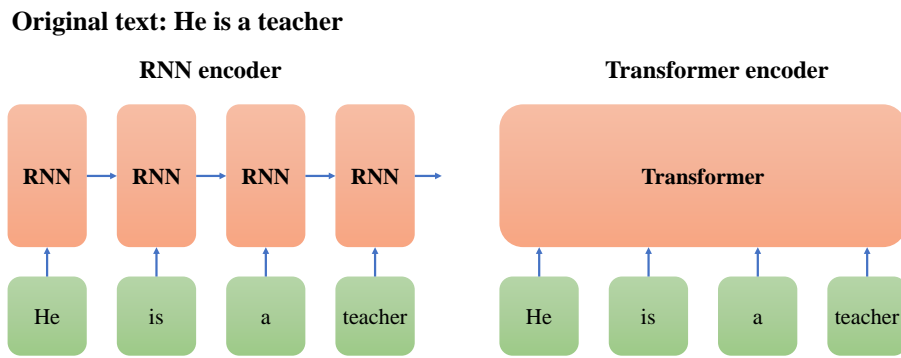 Original text: He is a teacher
RNN encoder
Transformer encoder
RNN RNN RNN RNN
Transformer
He is a teacher
He is a teacher